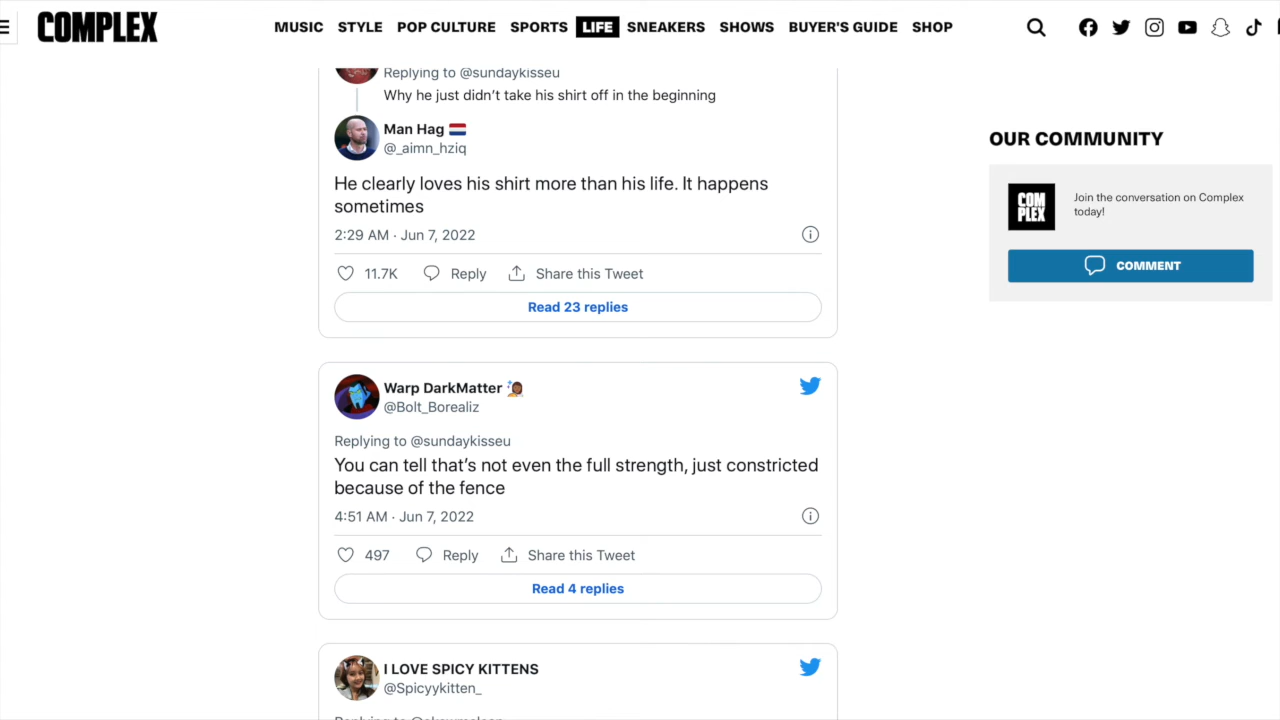 COMPLEX
MUSIC STYLE POP CULTURE SPORTS LIFE SNEAKERS SHOWS BUYER'S GUIDE SHOP
Replying to @sundaykisseu
Why he just didn't take his shirt off in the beginning
Man Hag
@_aimn_hziq
He clearly loves his shirt more than his life. It happens
sometimes
2:29 AM · Jun 7, 2022
11.7K Reply Share this Tweet
Read 23 replies
Warp DarkMatter
@Bolt_Borealiz
Replying to @sundaykisseu
You can tell that's not even the full strength, just constricted
because of the fence
4:51 AM · Jun 7, 2022
497 Reply Share this Tweet
Read 4 replies
I LOVE SPICY KITTENS
@Spicyykitten_
OUR COMMUNITY
COM
PLEX
Join the conversation on Complex
today!
COMMENT